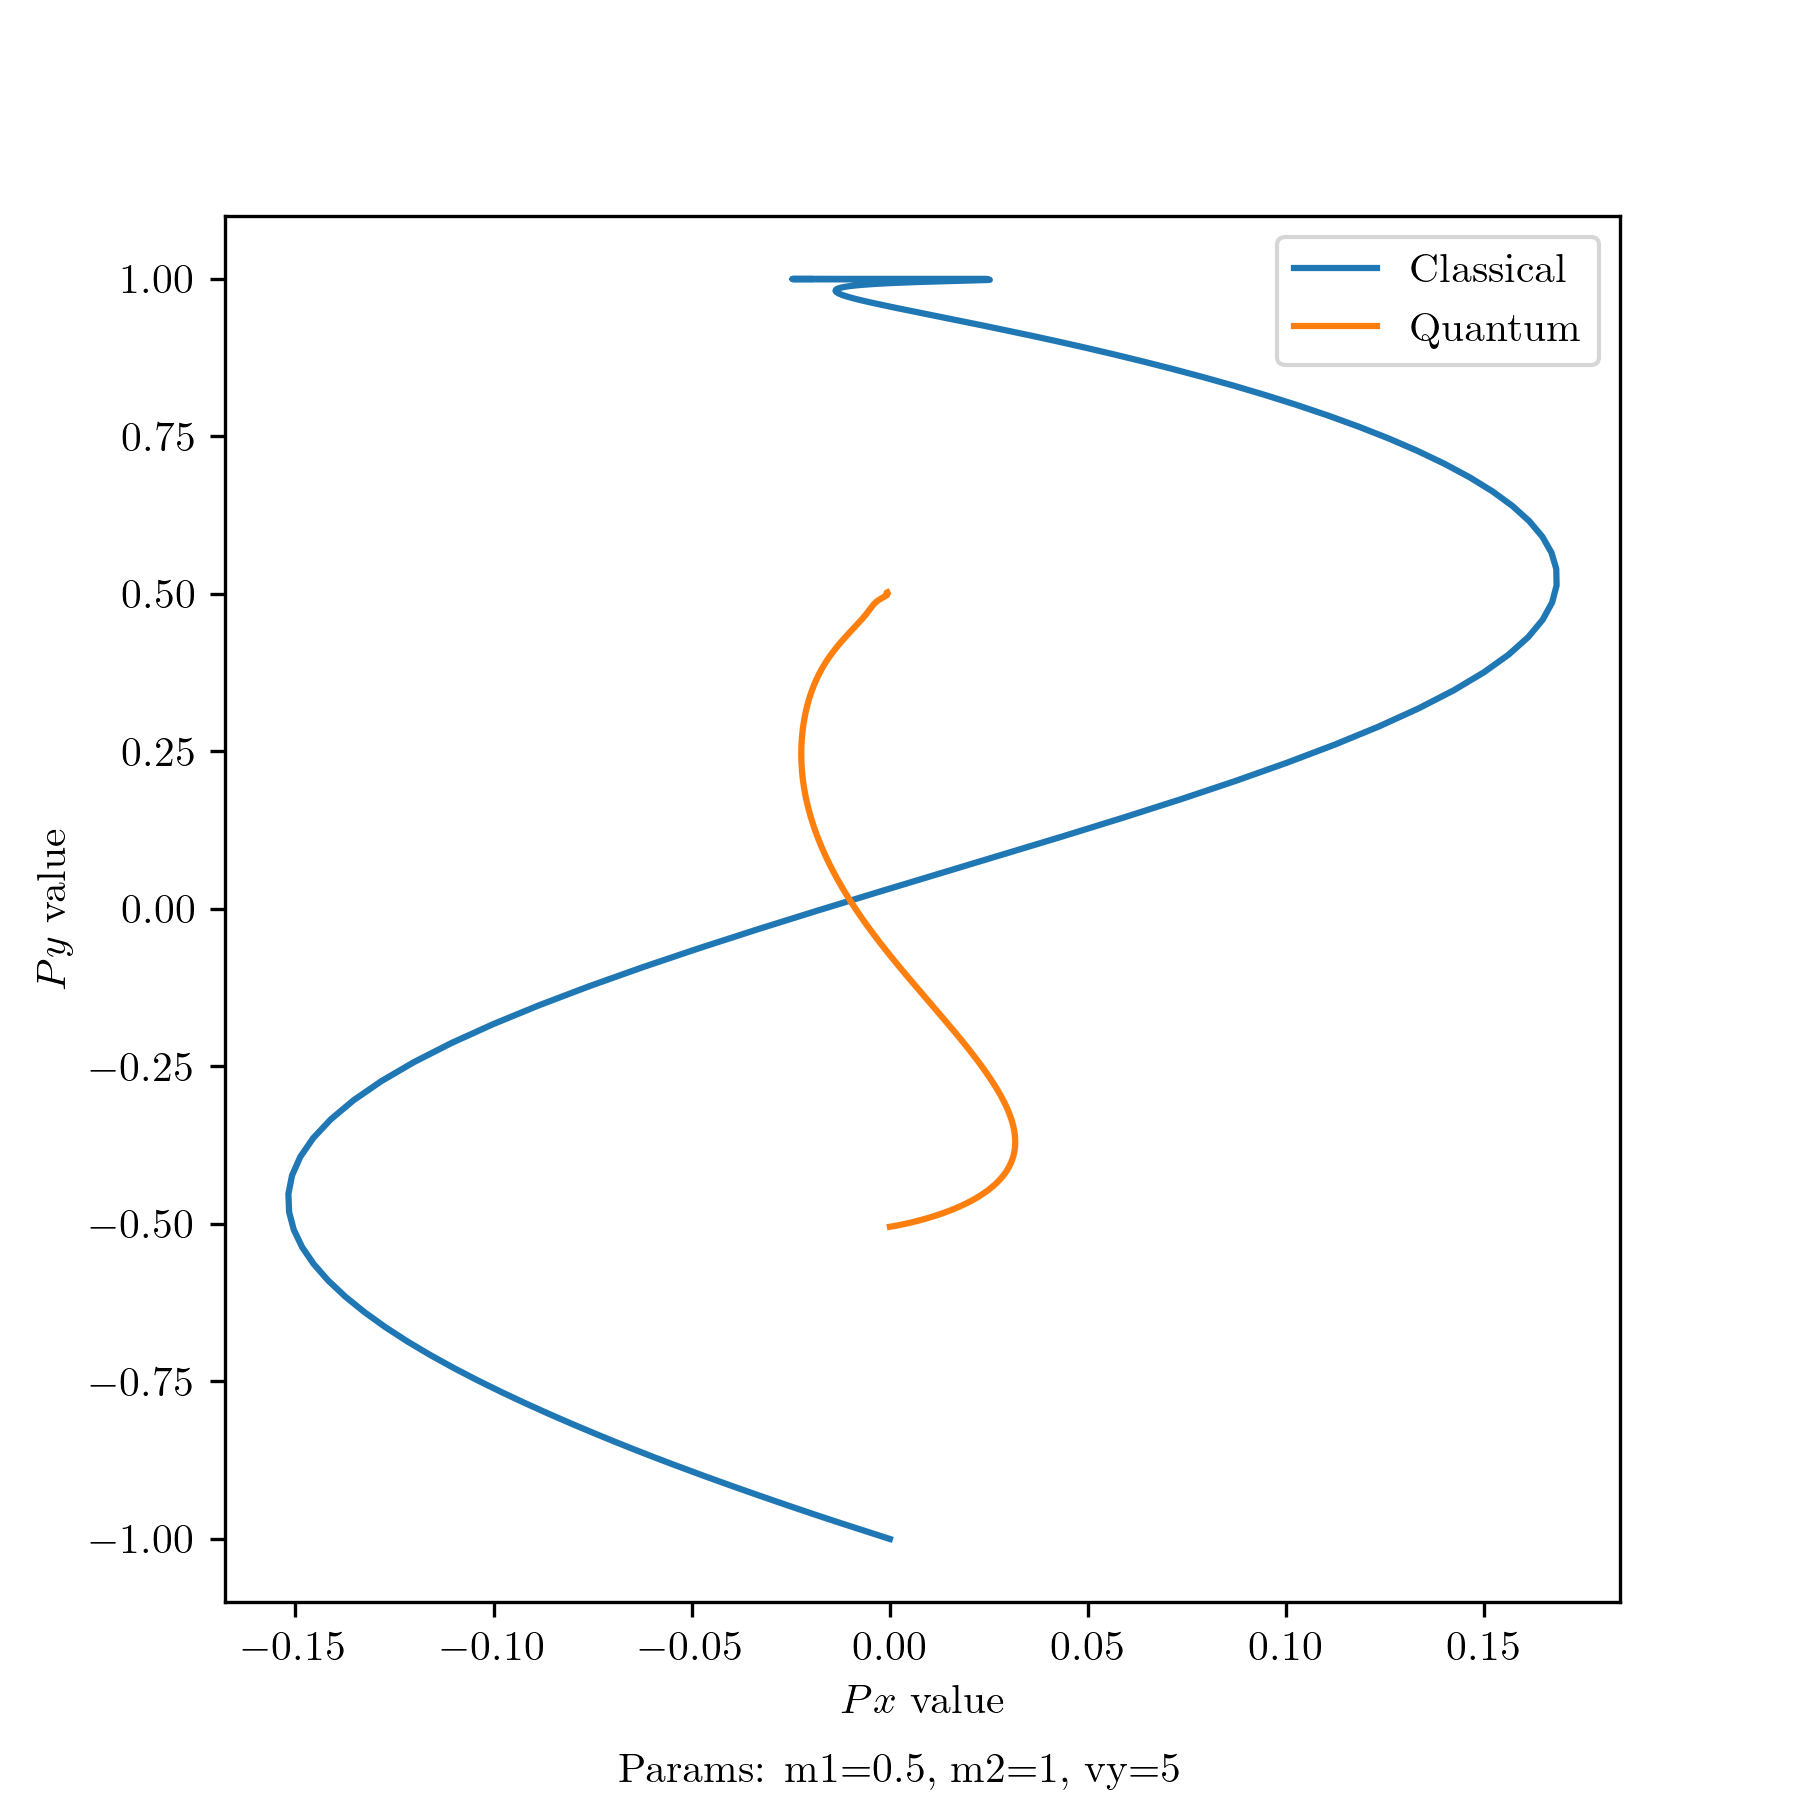 Classical
Quantum
1.00
0.75
0.50
0.25
0.00
−0.25
−0.50
−0.75
−1.00
Py value
−0.15 −0.10 −0.05 0.00 0.05 0.10 0.15
Px value
Params: m1=0.5, m2=1, vy=5